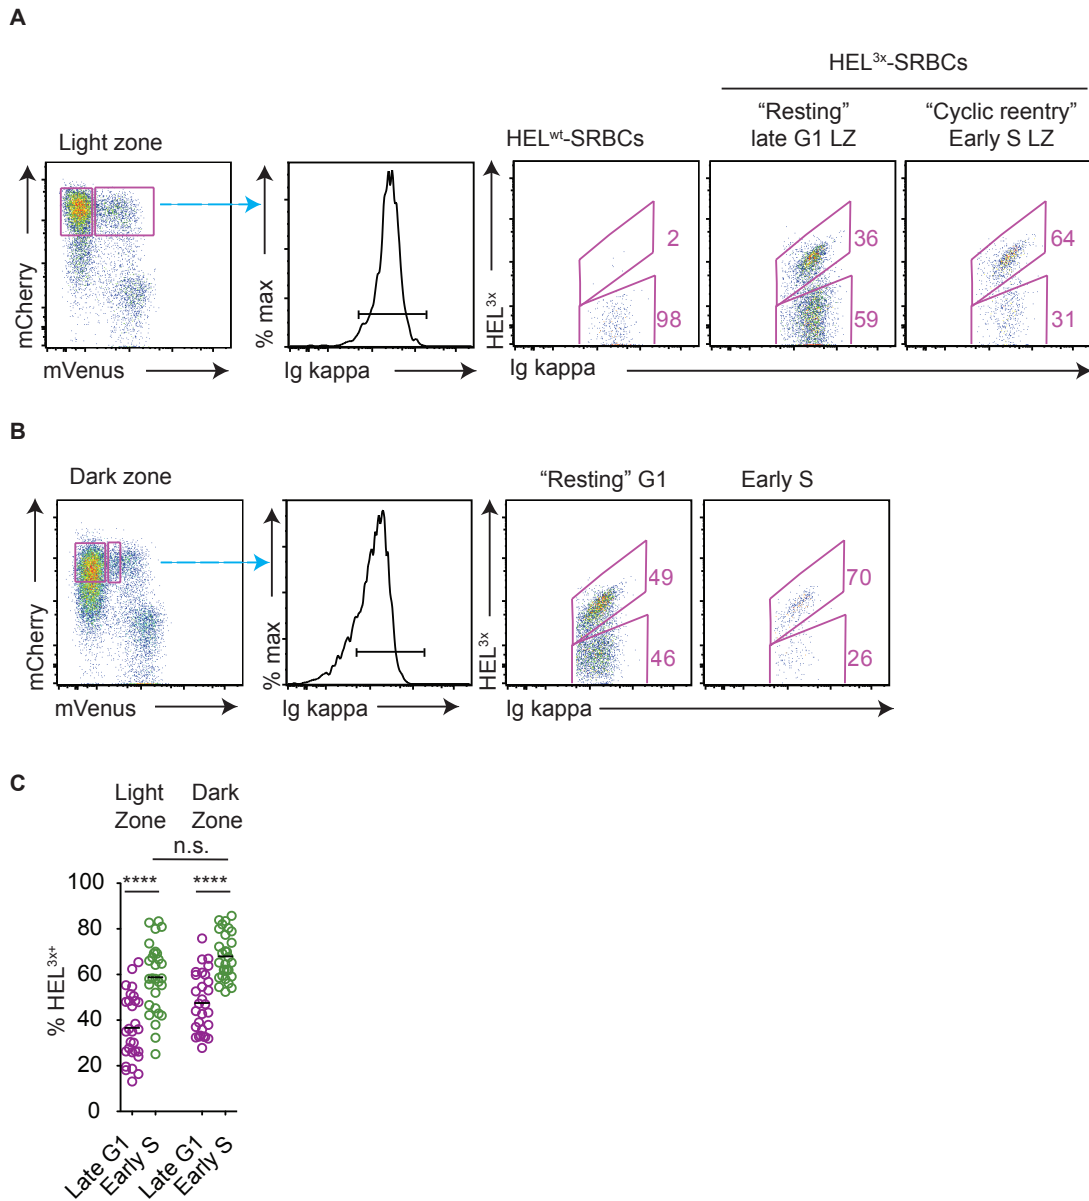 A
HEL3x-SRBCs
Light zone
HELwt-SRBCs
“Resting”
late G1 LZ
“Cyclic reentry”
Early S LZ
mCherry
mVenus
% max
Ig kappa
HEL3x
2
98
36
59
64
31
Ig kappa
B
Dark zone
“Resting” G1
Early S
mCherry
mVenus
% max
Ig kappa
HEL3x
49
46
70
26
Ig kappa
C
Light
Zone
Dark
Zone
n.s.
****
****
% HEL3x+
100
80
60
40
20
0
Late G1
Early S
Late G1
Early S